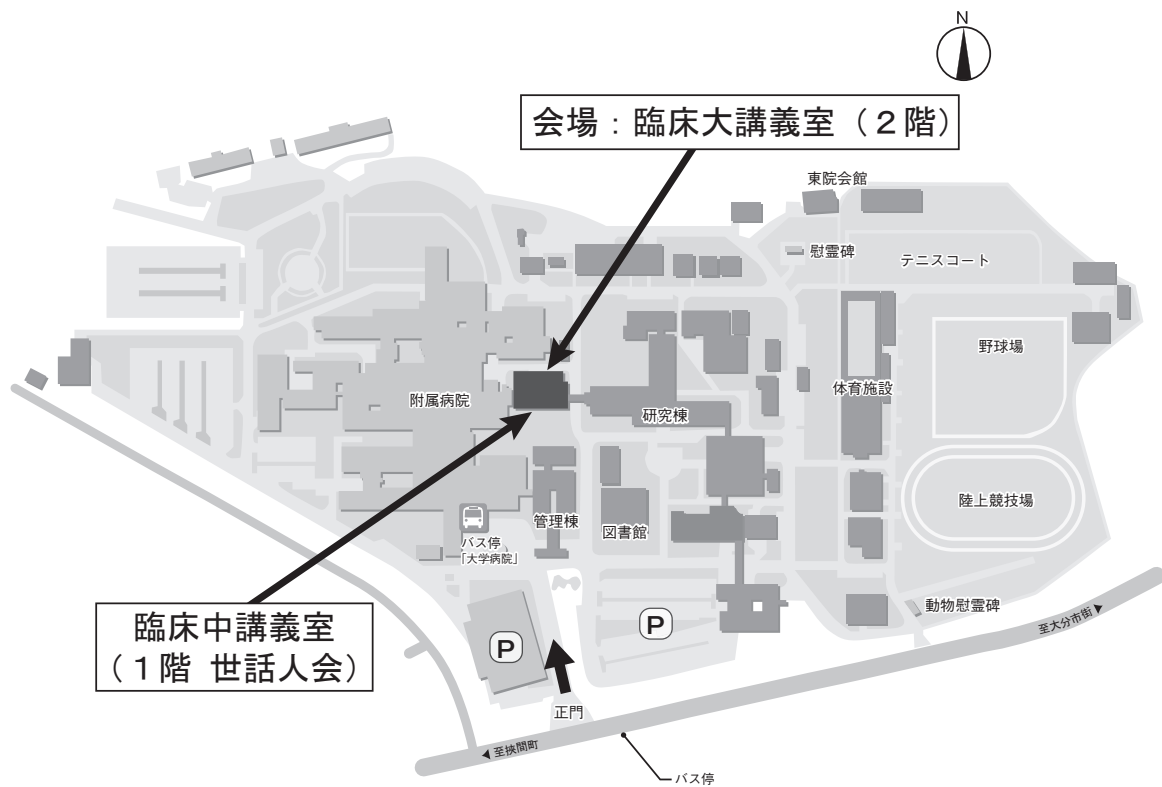 N
会場：臨床大講義室（２階）
東院会館
慰霊碑
テニスコート
野球場
体育施設
附属病院
研究棟
陸上競技場
管理棟
図書館
バス停
「大学病院」
臨床中講義室
（１階 世話人会）
P
P
動物慰霊碑
至大分市街
正門
至挾間町
バス停